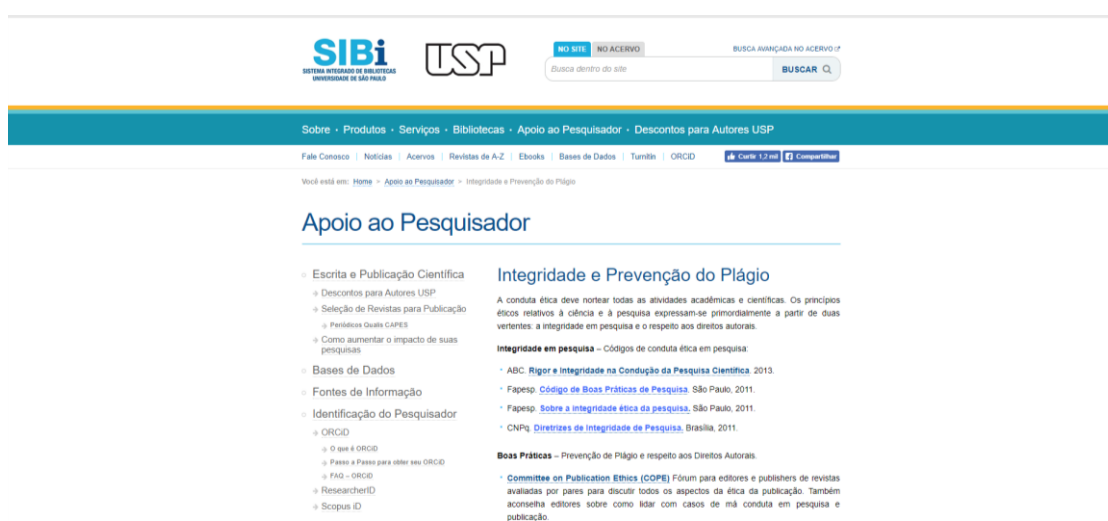 SIBi
SISTEMA INTEGRADO DE BIBLIOTECAS
UNIVERSIDADE DE SÃO PAULO
USP
NO SITE NO ACERVO
BUSCA AVANÇADA NO ACERVO
Busca dentro do site
BUSCAR
Sobre · Produtos · Serviços · Bibliotecas · Apoio ao Pesquisador · Descontos para Autores USP
Fale Conosco | Notícias | Acervos | Revistas de A-Z | Ebooks | Bases de Dados | Turnitin | ORCID
Curtir 1,2 mil Compartilhar
Você está em: Home > Apoio ao Pesquisador > Integridade e Prevenção do Plágio
Apoio ao Pesquisador
Escrita e Publicação Científica
Descontos para Autores USP
Seleção de Revistas para Publicação
Periódicos Qualis CAPES
Como aumentar o impacto de suas
pesquisas
Bases de Dados
Fontes de Informação
Identificação do Pesquisador
ORCiD
O que é ORCiD
Passo a Passo para obter seu ORCiD
FAQ – ORCiD
ResearcherID
Scopus iD
Integridade e Prevenção do Plágio
A conduta ética deve nortear todas as atividades acadêmicas e científicas. Os princípios
éticos relativos à ciência e à pesquisa expressam-se primordialmente a partir de duas
vertentes: a integridade em pesquisa e o respeito aos direitos autorais.
Integridade em pesquisa – Códigos de conduta ética em pesquisa:
ABC. Rigor e Integridade na Condução da Pesquisa Científica. 2013.
Fapesp. Código de Boas Práticas de Pesquisa. São Paulo, 2011.
Fapesp. Sobre a integridade ética da pesquisa. São Paulo, 2011.
CNPq. Diretrizes de Integridade de Pesquisa. Brasília, 2011.
Boas Práticas – Prevenção de Plágio e respeito aos Direitos Autorais.
Committee on Publication Ethics (COPE) Fórum para editores e publishers de revistas
avaliadas por pares para discutir todos os aspectos da ética da publicação. Também
aconselha editores sobre como lidar com casos de má conduta em pesquisa e
publicação.